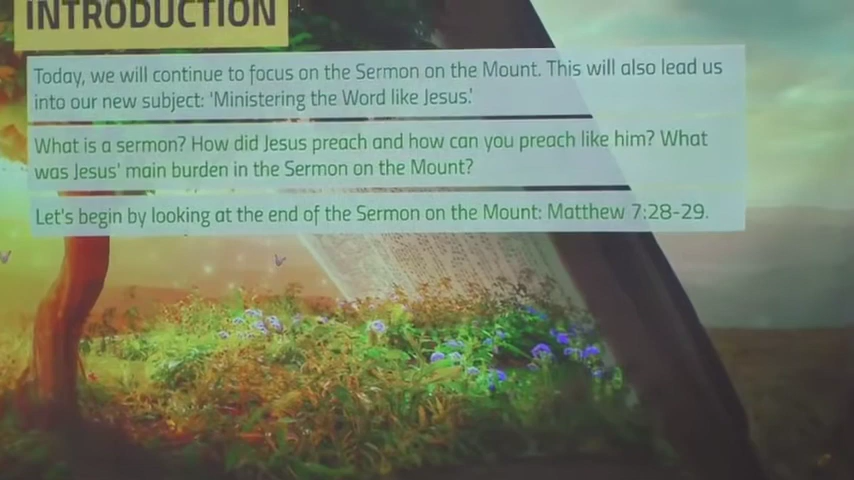 INTRODUCTION
Today, we will continue to focus on the Sermon on the Mount. This will also lead us
into our new subject: 'Ministering the Word like Jesus.'
What is a sermon? How did Jesus preach and how can you preach like him? What
was Jesus' main burden in the Sermon on the Mount?
Let's begin by looking at the end of the Sermon on the Mount: Matthew 7:28-29.